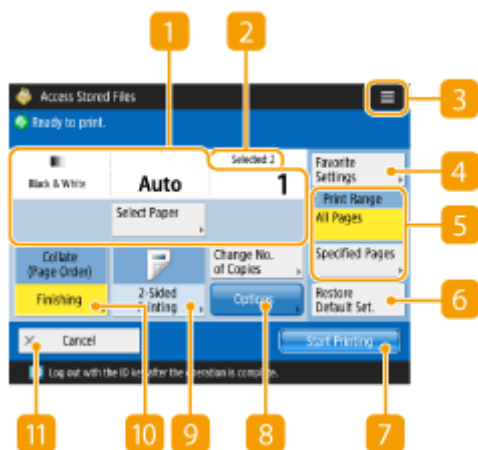 1
2
Access Stored Files
3
Ready to print.
Selected: 2
Black & White
Auto
1
Favorite
Settings
4
Print Range
All Pages
5
Select Paper
Specified Pages
Collate
(Page Order)
Change No.
of Copies
Finishing
2-Sided
Printing
Options
Restore
Default Set.
6
Cancel
Start Printing
Log out with the ID key after the operation is complete.
11
10
9
8
7